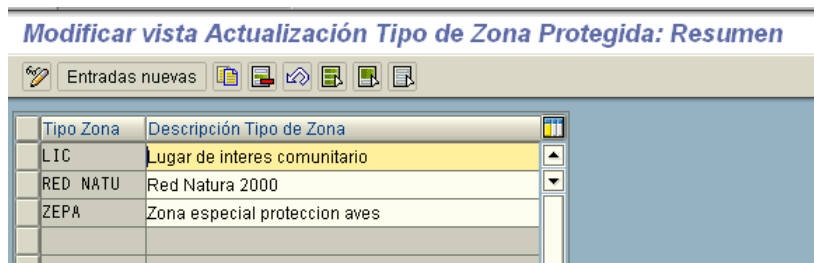 Modificar vista Actualización Tipo de Zona Protegida: Resumen
Entradas nuevas
Tipo Zona Descripción Tipo de Zona
LIC Lugar de interes comunitario
RED NATU Red Natura 2000
ZEPA Zona especial proteccion aves